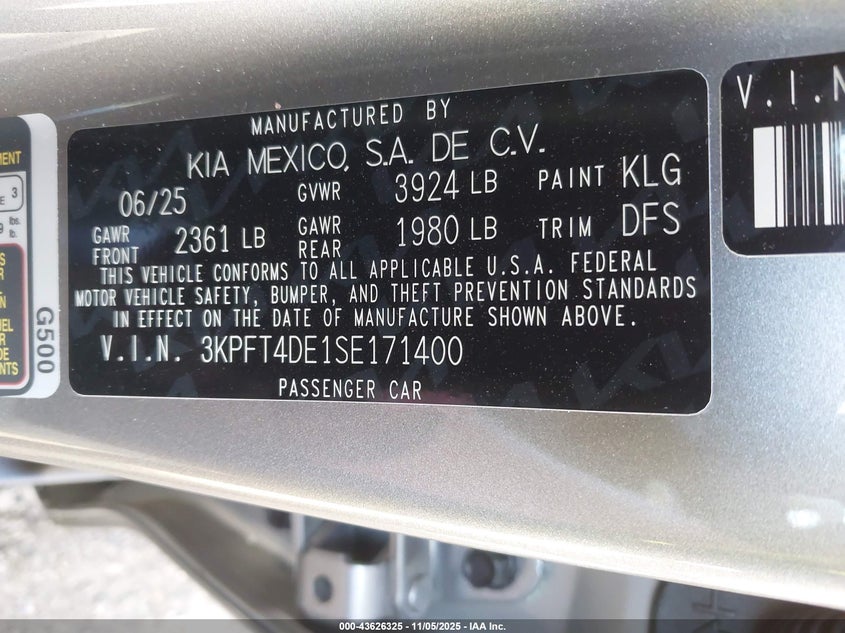 MANUFACTURED BY
KIA MEXICO, S.A. DE C.V.
06/25 GVWR 3924 LB PAINT KLG
GAWR FRONT 2361 LB GAWR REAR 1980 LB TRIM DFS
THIS VEHICLE CONFORMS TO ALL APPLICABLE U.S.A. FEDERAL
MOTOR VEHICLE SAFETY, BUMPER, AND THEFT PREVENTION STANDARDS
IN EFFECT ON THE DATE OF MANUFACTURE SHOWN ABOVE.
V.I.N. 3KPFT4DE1SE171400
PASSENGER CAR
V.I.N
3
lbs.
lb.
G500
000-43626325 - 11/05/2025 - IAA Inc.